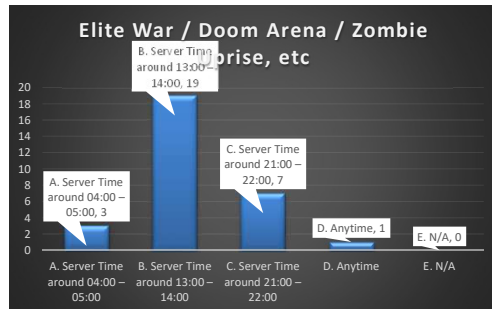 Elite War / Doom Arena / Zombie
Uprise, etc
B. Server Time
around 13:00 –
14:00, 19
20
18
16
14
12
10
8
6
4
2
0
A. Server Time
around 04:00 –
05:00, 3
C. Server Time
around 21:00 –
22:00, 7
D. Anytime, 1
E. N/A, 0
A. Server Time
around 04:00 –
05:00
B. Server Time
around 13:00 –
14:00
C. Server Time
around 21:00 –
22:00
D. Anytime
E. N/A